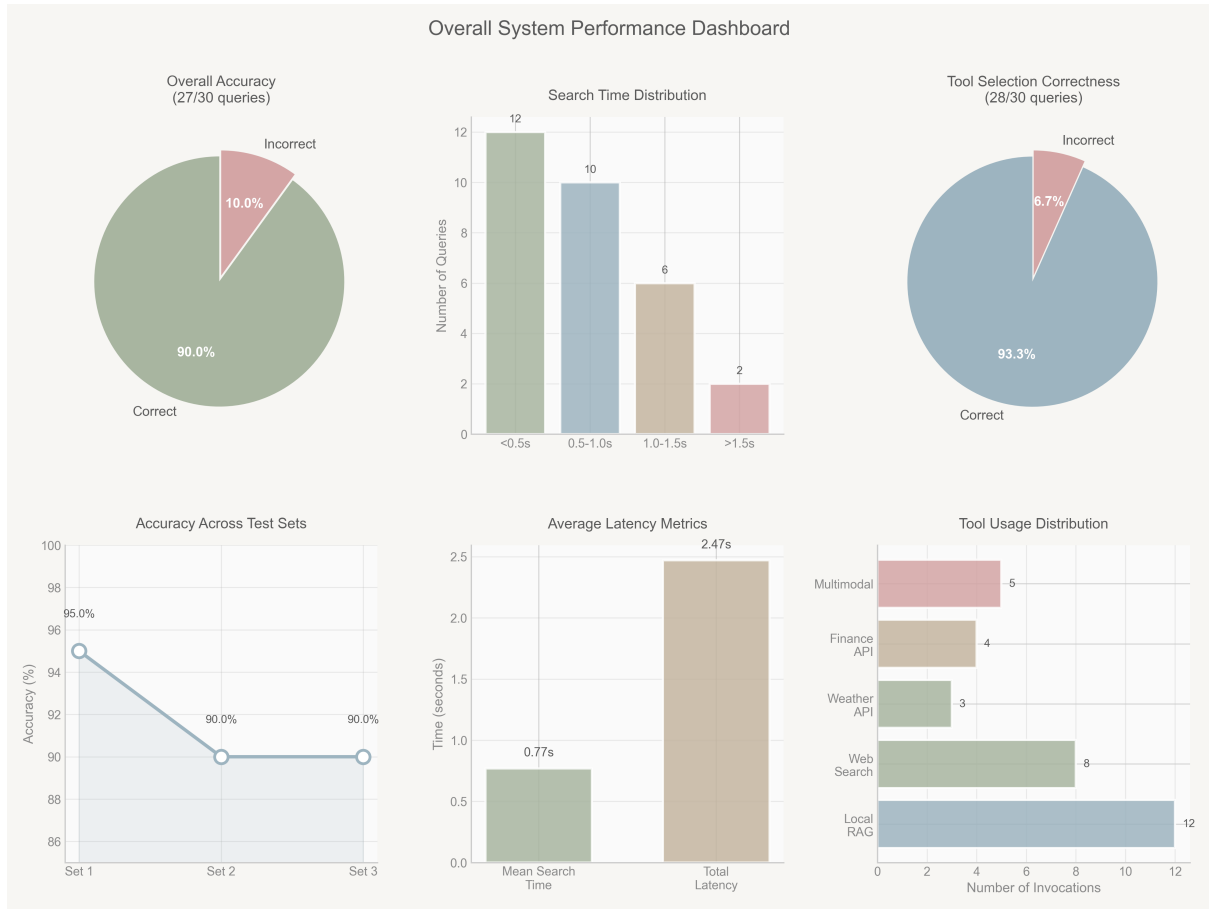 Overall System Performance Dashboard
Overall Accuracy
(27/30 queries)
Incorrect
10.0%
90.0%
Correct
Search Time Distribution
Number of Queries
12
10
8
6
4
2
0
12
10
6
2
<0.5s
0.5-1.0s
1.0-1.5s
>1.5s
Tool Selection Correctness
(28/30 queries)
Incorrect
6.7%
93.3%
Correct
Accuracy Across Test Sets
Accuracy (%)
100
98
96
94
92
90
88
86
95.0%
90.0%
90.0%
Set 1
Set 2
Set 3
Average Latency Metrics
Time (seconds)
2.5
2.0
1.5
1.0
0.5
0.0
0.77s
2.47s
Mean Search
Time
Total
Latency
Tool Usage Distribution
Multimodal
5
Finance
API
4
Weather
API
3
Web
Search
8
Local
RAG
12
0
2
4
6
8
10
12
Number of Invocations